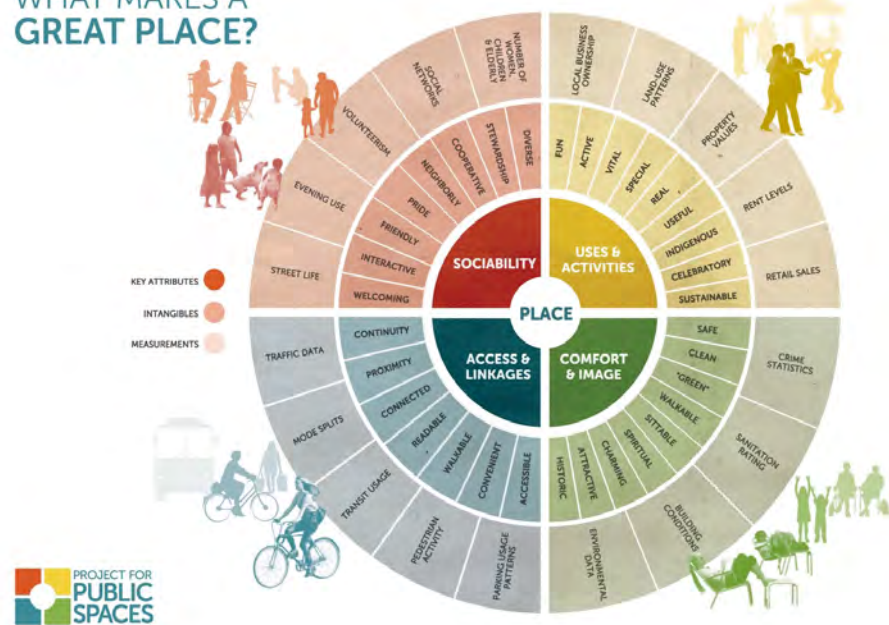 WHAT MAKES A
GREAT PLACE?
KEY ATTRIBUTES
INTANGIBLES
MEASUREMENTS
PLACE
SOCIABILITY
DIVERSE
STEWARDSHIP
COOPERATIVE
NEIGHBORLY
PRIDE
FRIENDLY
INTERACTIVE
WELCOMING
NUMBER OF
WOMEN,
CHILDREN
& ELDERLY
SOCIAL
NETWORKS
VOLUNTEERISM
EVENING USE
STREET LIFE
USES &
ACTIVITIES
FUN
ACTIVE
VITAL
SPECIAL
REAL
USEFUL
INDIGENOUS
CELEBRATORY
SUSTAINABLE
LOCAL BUSINESS
OWNERSHIP
LAND-USE
PATTERNS
PROPERTY
VALUES
RENT LEVELS
RETAIL SALES
ACCESS &
LINKAGES
CONTINUITY
PROXIMITY
CONNECTED
READABLE
WALKABLE
CONVENIENT
ACCESSIBLE
TRAFFIC DATA
MODE SPLITS
TRANSIT USAGE
PEDESTRIAN
ACTIVITY
PARKING USAGE
PATTERNS
COMFORT
& IMAGE
SAFE
CLEAN
"GREEN"
WALKABLE
SITTABLE
SPIRITUAL
CHARMING
ATTRACTIVE
HISTORIC
CRIME
STATISTICS
SANITATION
RATING
BUILDING
CONDITIONS
ENVIRONMENTAL
DATA
PROJECT FOR
PUBLIC
SPACES